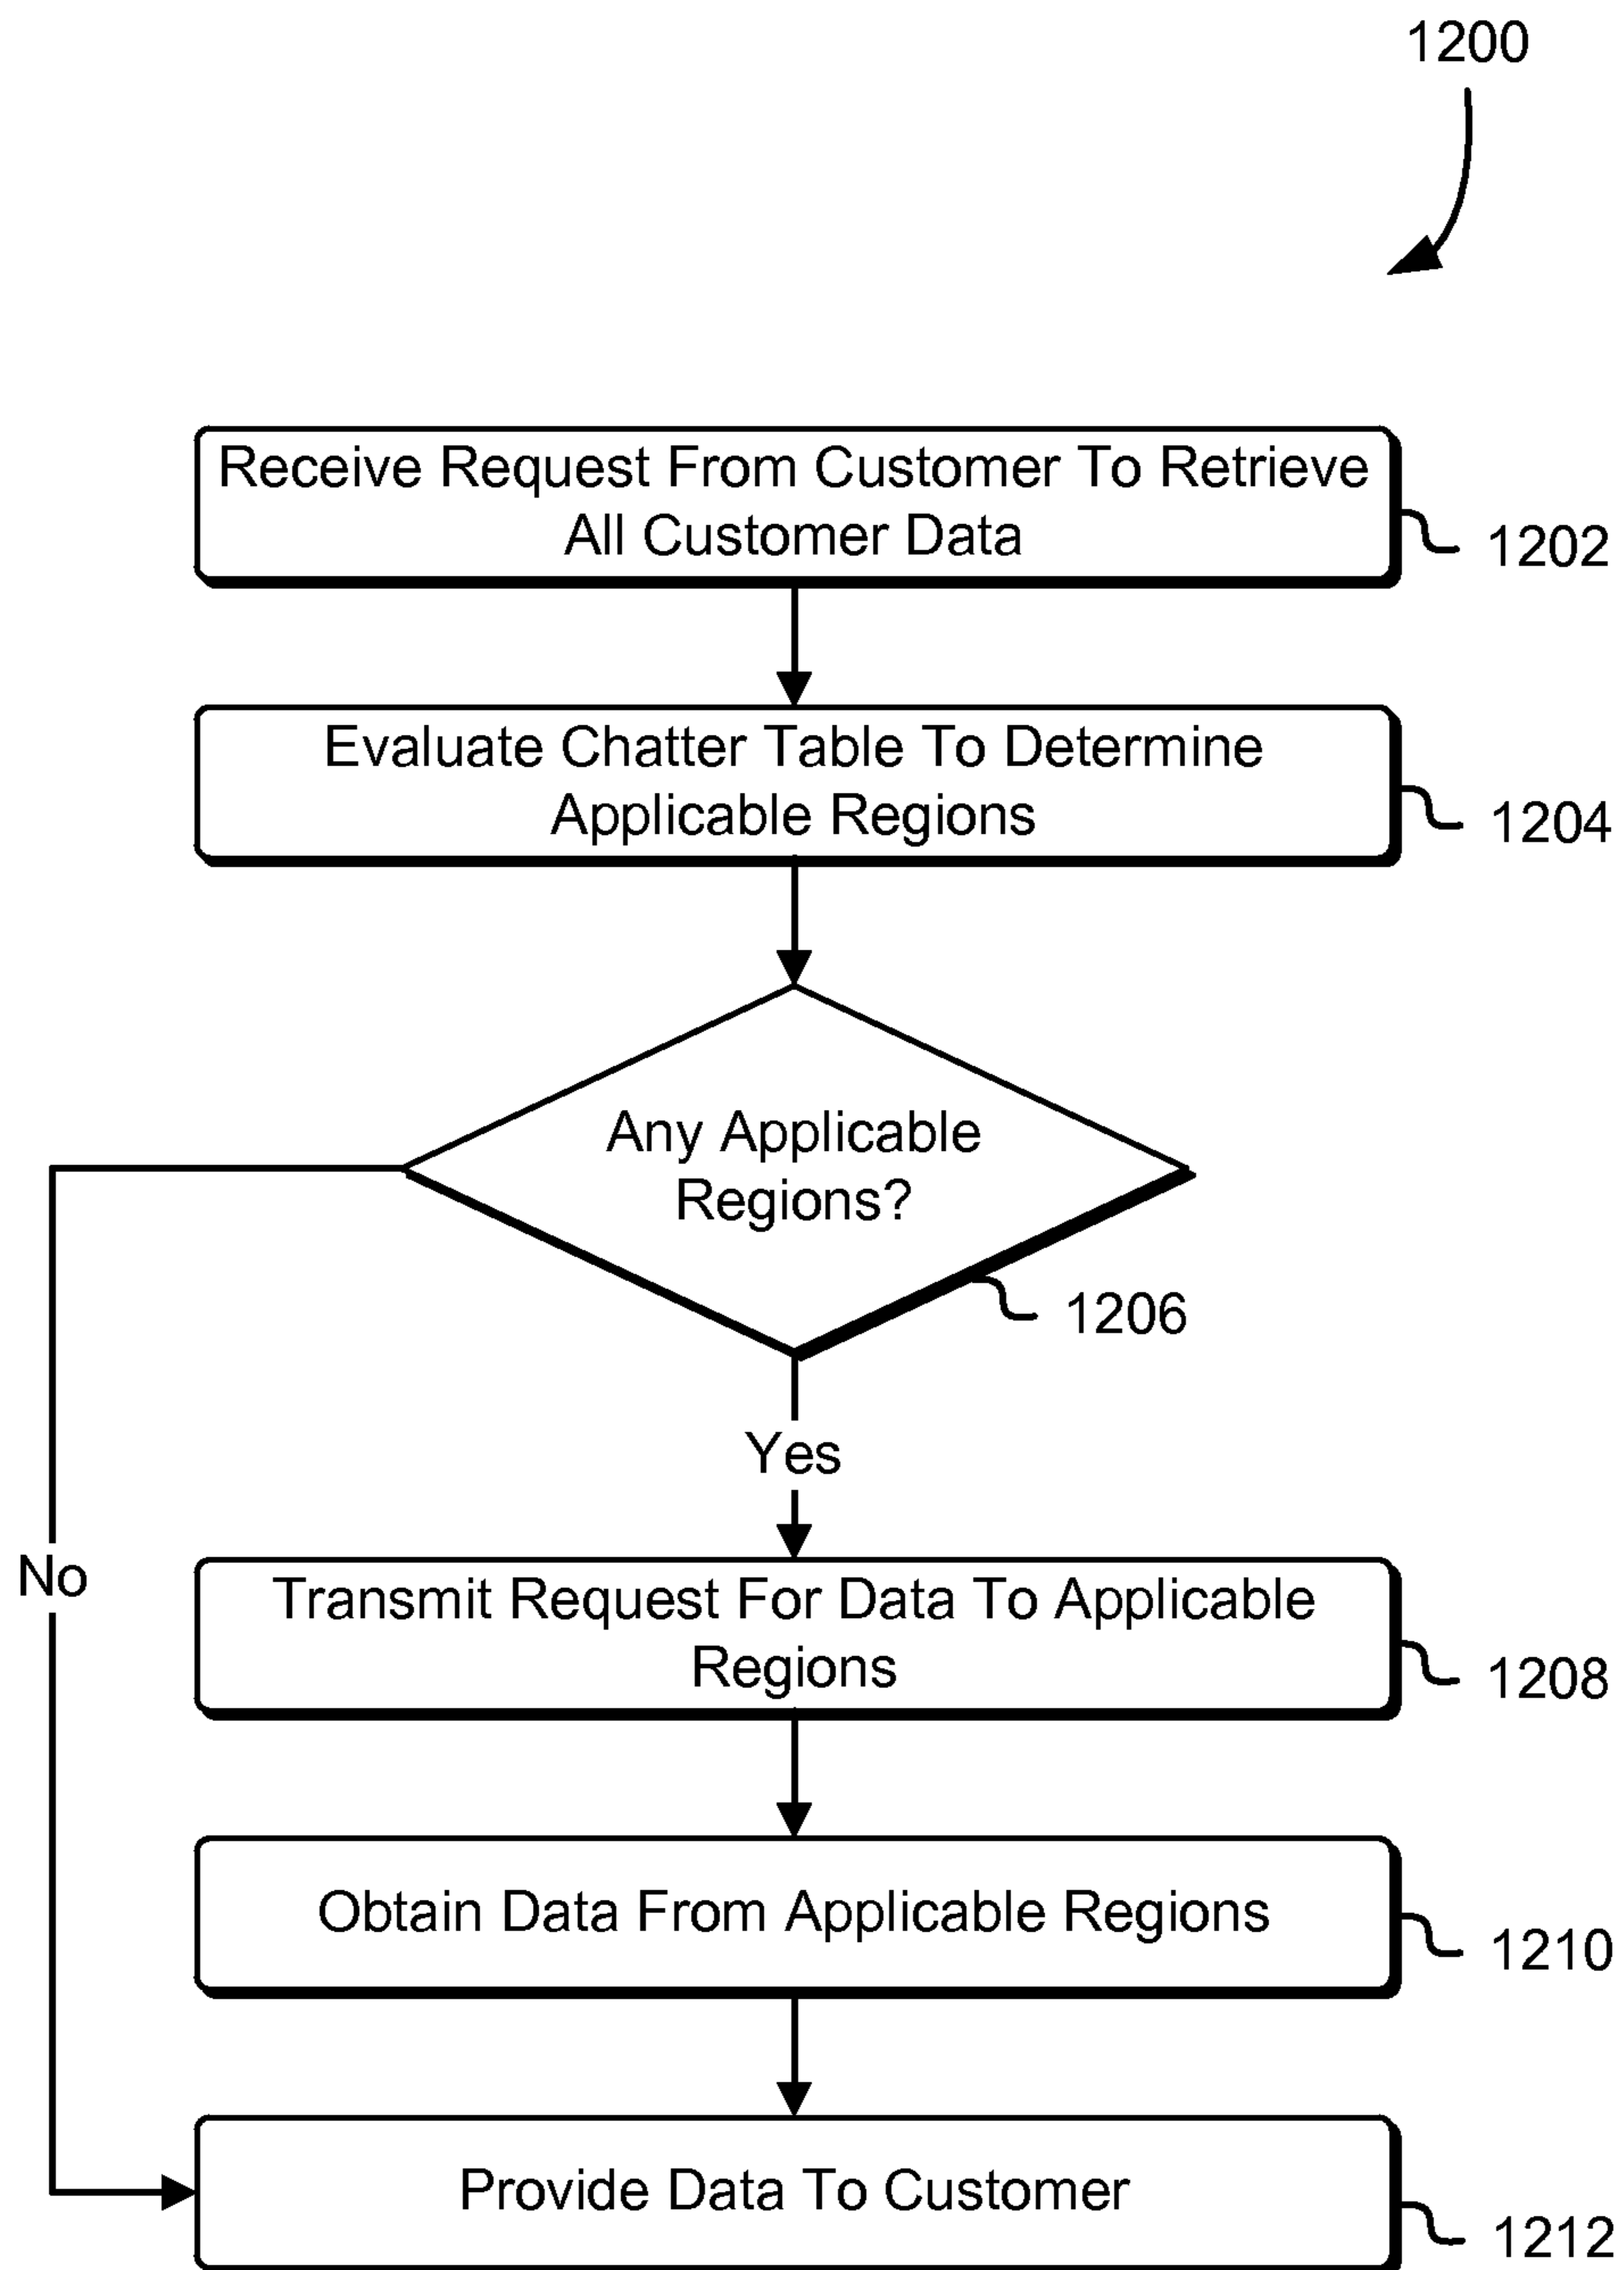 1200
Receive Request From Customer To Retrieve
All Customer Data
1202
Evaluate Chatter Table To Determine
Applicable Regions
1204
Any Applicable
Regions?
1206
Yes
No
Transmit Request For Data To Applicable
Regions
1208
Obtain Data From Applicable Regions
1210
Provide Data To Customer
1212